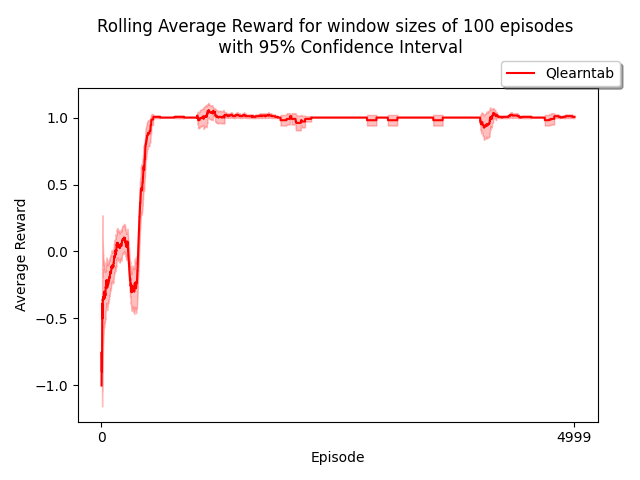 Rolling Average Reward for window sizes of 100 episodes
with 95% Confidence Interval
Qlearntab
1.0
0.5
0.0
−0.5
−1.0
Average Reward
0
4999
Episode